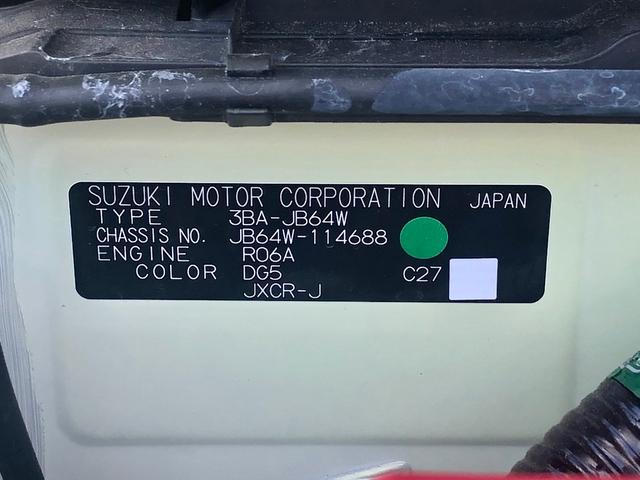 SUZUKI MOTOR CORPORATION JAPAN
TYPE 3BA-JB64W
CHASSIS NO. JB64W-114688
ENGINE R06A
COLOR DG5 C27
JXCR-J